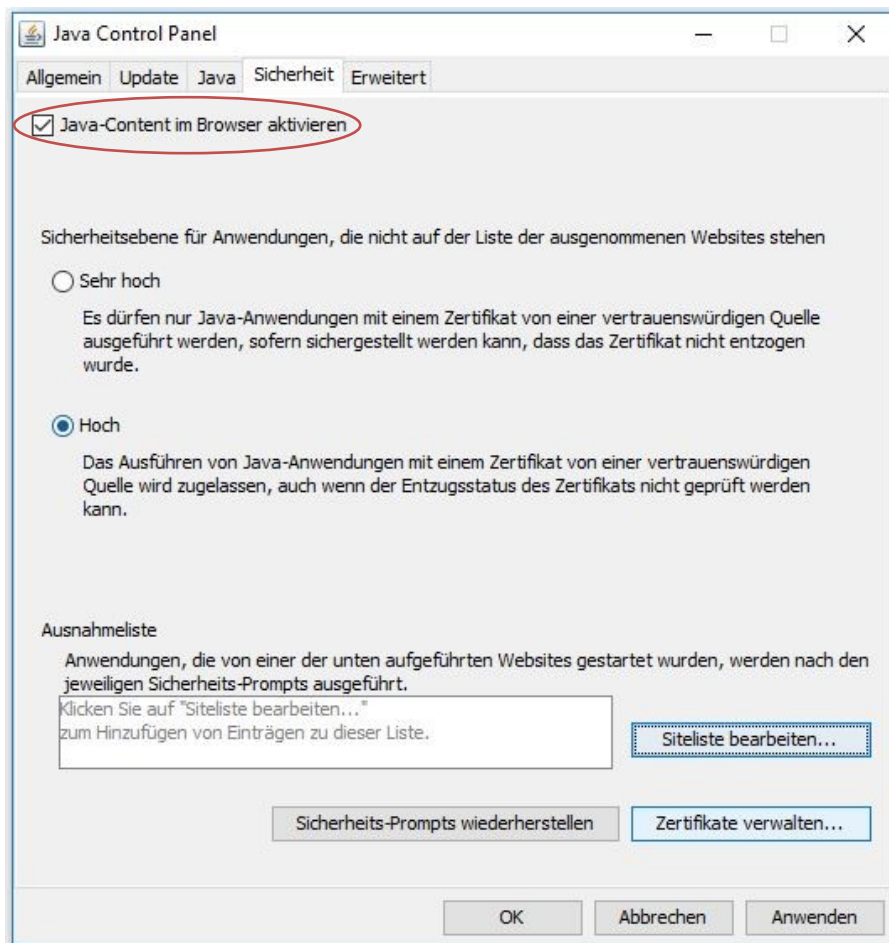 Java Control Panel
Allgemein Update Java Sicherheit Erweitert
Java-Content im Browser aktivieren
Sicherheitsebene für Anwendungen, die nicht auf der Liste der ausgenommenen Websites stehen
Sehr hoch
Es dürfen nur Java-Anwendungen mit einem Zertifikat von einer vertrauenswürdigen Quelle
ausgeführt werden, sofern sichergestellt werden kann, dass das Zertifikat nicht entzogen
wurde.
Hoch
Das Ausführen von Java-Anwendungen mit einem Zertifikat von einer vertrauenswürdigen
Quelle wird zugelassen, auch wenn der Entzugsstatus des Zertifikats nicht geprüft werden
kann.
Ausnahmeliste
Anwendungen, die von einer der unten aufgeführten Websites gestartet wurden, werden nach den
jeweiligen Sicherheits-Prompts ausgeführt.
Klicken Sie auf "Siteliste bearbeiten..."
zum Hinzufügen von Einträgen zu dieser Liste.
Siteliste bearbeiten...
Sicherheits-Prompts wiederherstellen Zertifikate verwalten...
OK Abbrechen Anwenden